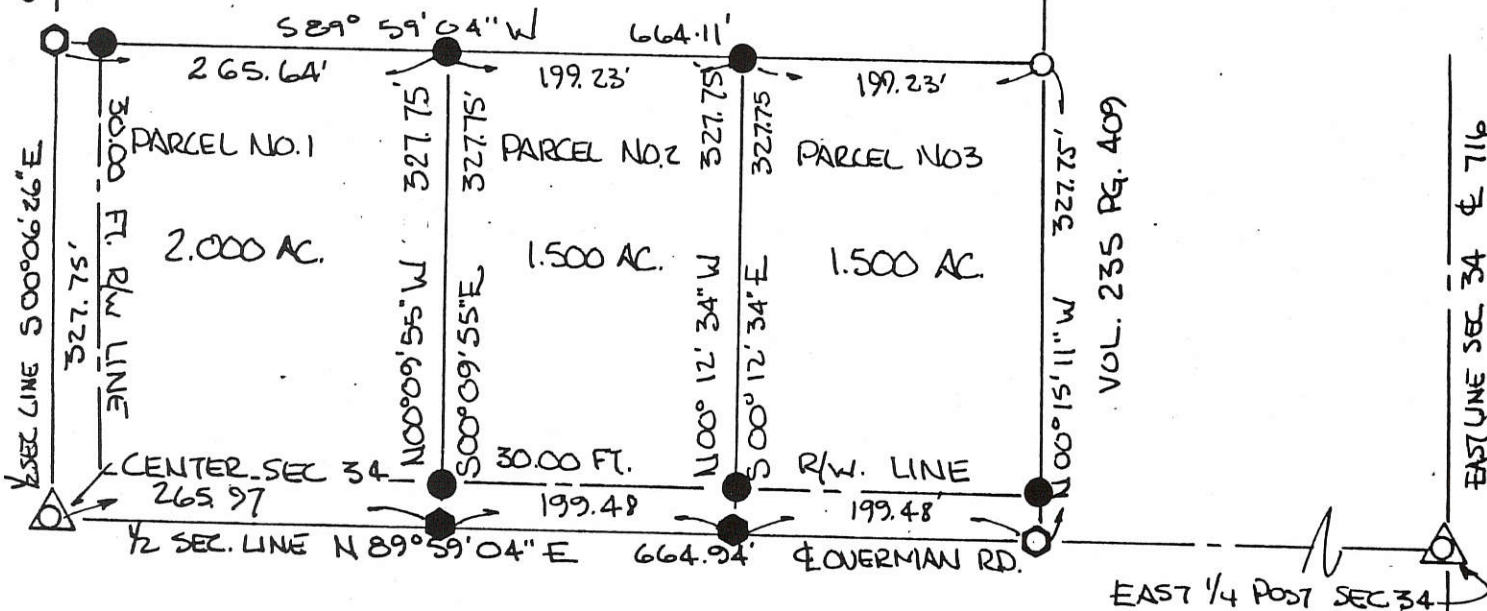 S89° 59' 04" W 664.11'
265.64' 199.23' 199.23'
½ SEC LINE S00°06'26"E
327.75'
30.00 FT. R/W LINE
PARCEL NO.1
2.000 AC.
327.75'
N00°09'55" W
327.75'
S00°09'55"E
PARCEL NO.2
1.500 AC.
327.75'
N00° 12' 34" W
327.75
S00° 12' 34" E
PARCEL NO3
1.500 AC.
327.75'
N00°15'11" W
VOL. 235 PG. 409
EAST LINE SEC 34 ℄ 716
CENTER SEC 34 30.00 FT. R/W. LINE
265.97 199.48 199.48'
½ SEC. LINE N 89°59'04" E 664.94' ℄ OVERMAN RD.
EAST 1/4 POST SEC 34